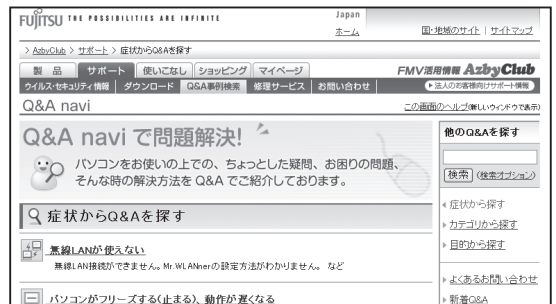 FUJITSU THE POSSIBILITIES ARE INFINITE
Japan
ホーム
国・地域のサイト | サイトマップ
> AzbyClub > サポート > 症状からQ&Aを探す
製 品 サポート 使いこなし ショッピング マイページ
FMV活用情報 AzbyClub
ウイルス・セキュリティ情報 ダウンロード Q&A事例検索 修理サービス お問い合わせ
法人のお客様向けサポート情報
Q&A navi
この画面のヘルプ(新しいウィンドウで表示)
Q&A navi で問題解決!
パソコンをお使いの上での、ちょっとした疑問、お困りの問題、
そんな時の解決方法を Q&A でご紹介しております。
症状からQ&Aを探す
無線LANが使えない
無線LAN接続ができません。Mr.WLANnerの設定方法がわかりません。 など
パソコンがフリーズする(止まる)、動作が遅くなる
他のQ&Aを探す
検索 (検索オプション)
症状から探す
カテゴリから探す
目的から探す
よくあるお問い合わせ
新着Q&A